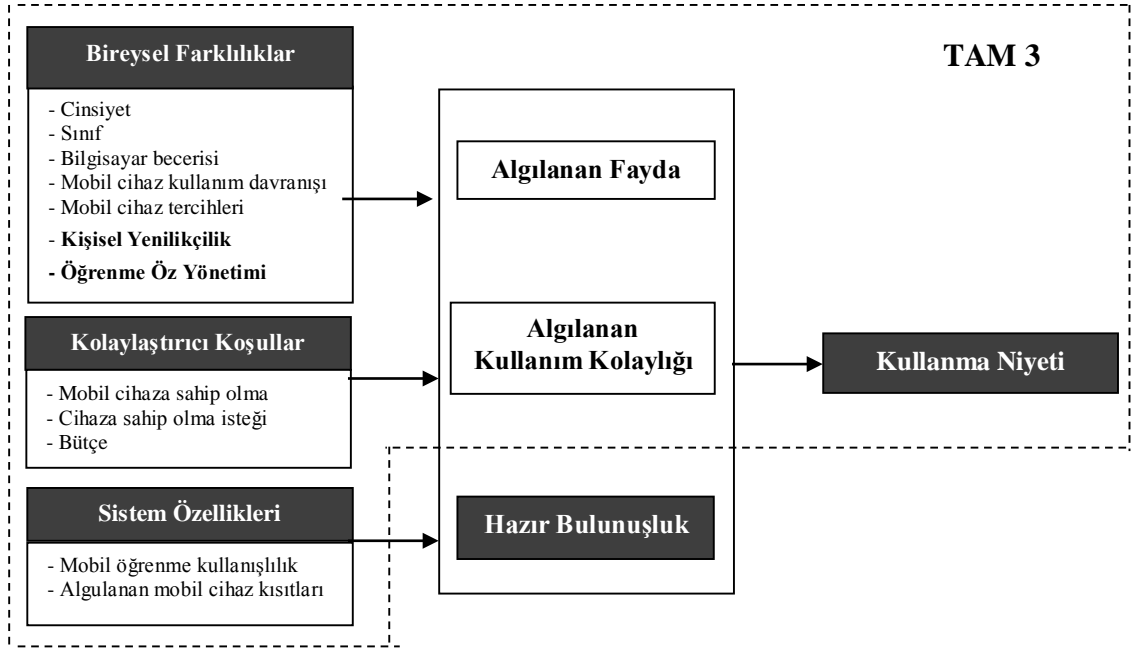 TAM 3
Bireysel Farklılıklar
- Cinsiyet
- Sınıf
- Bilgisayar becerisi
- Mobil cihaz kullanım davranışı
- Mobil cihaz tercihleri
- Kişisel Yenilikçilik
- Öğrenme Öz Yönetimi
Kolaylaştırıcı Koşullar
- Mobil cihaza sahip olma
- Cihaza sahip olma isteği
- Bütçe
Sistem Özellikleri
- Mobil öğrenme kullanışlılık
- Algulanan mobil cihaz kısıtları
Algılanan Fayda
Algılanan
Kullanım Kolaylığı
Hazır Bulunuşluk
Kullanma Niyeti